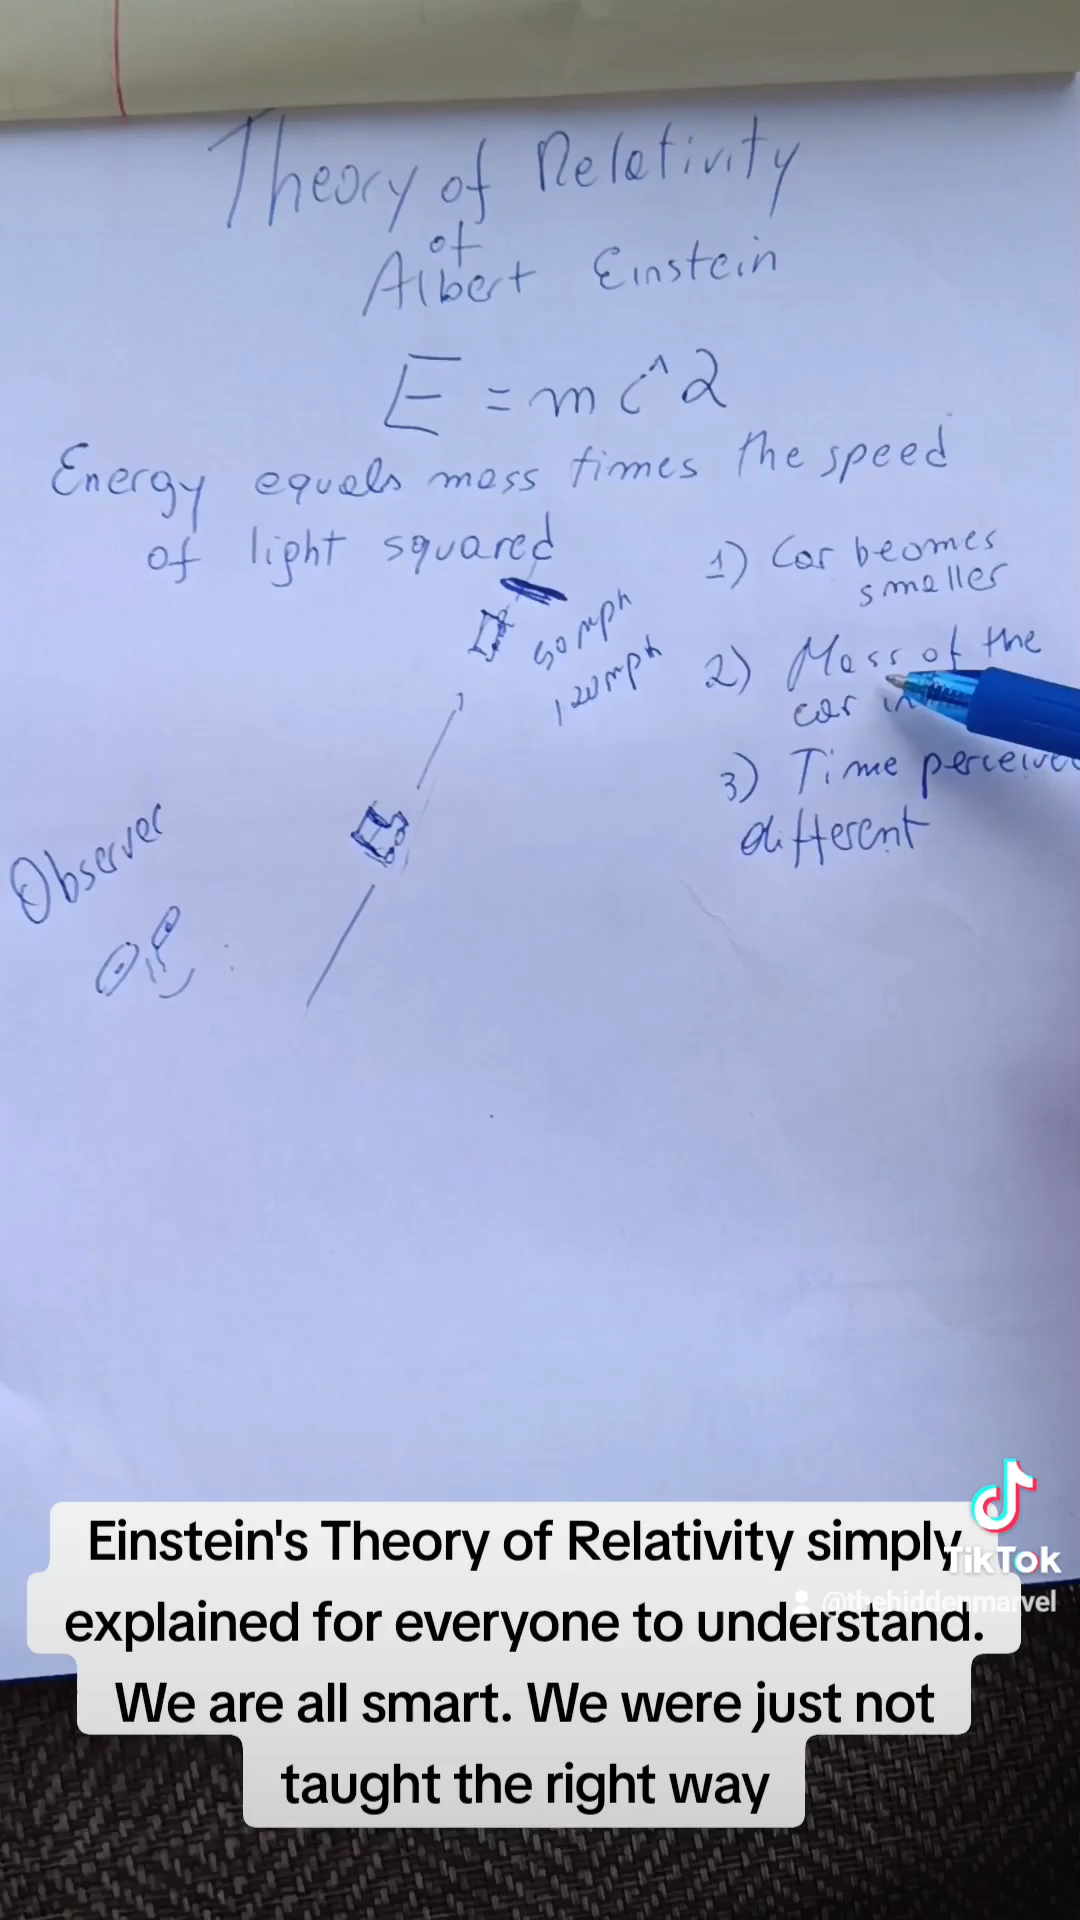 Theory of Relativity
of
Albert Einstein
E = mc^2
Energy equals mass times the speed
of light squared
50 mph
120 mph
1) Car beomes
smaller
2) Mass of the
car in
3) Time perceive
different
Observer
TikTok
@thehiddenmarvel
Einstein's Theory of Relativity simply
explained for everyone to understand.
We are all smart. We were just not
taught the right way